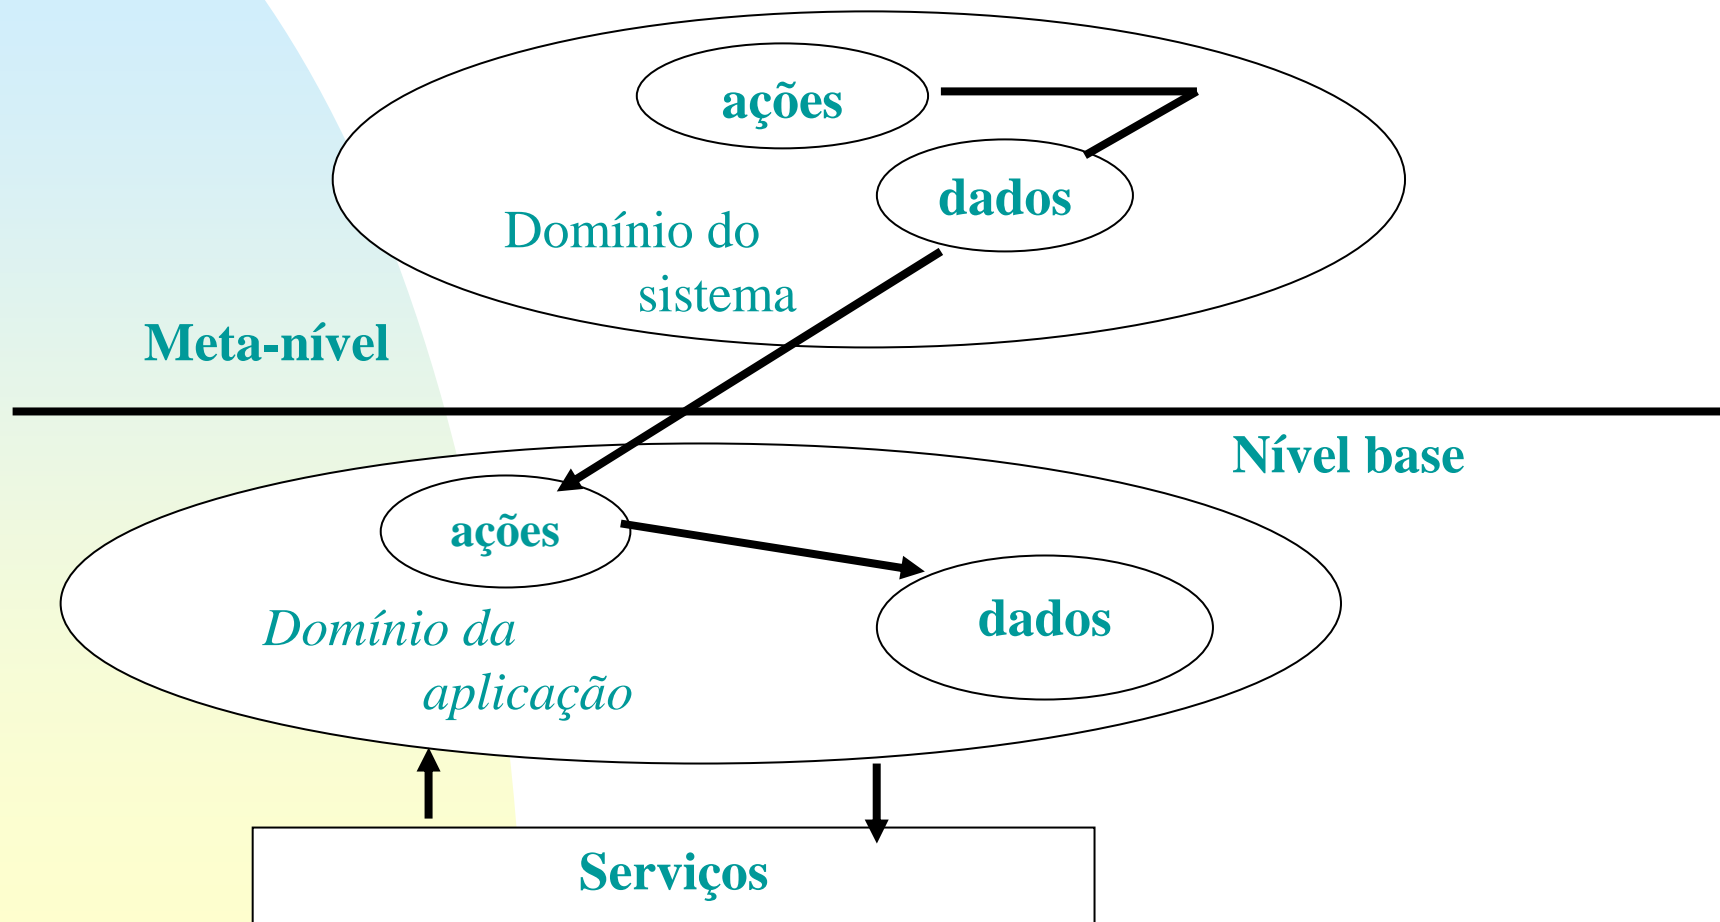 ações
dados
Domínio do
sistema
Meta-nível
Nível base
ações
dados
Domínio da
aplicação
Serviços